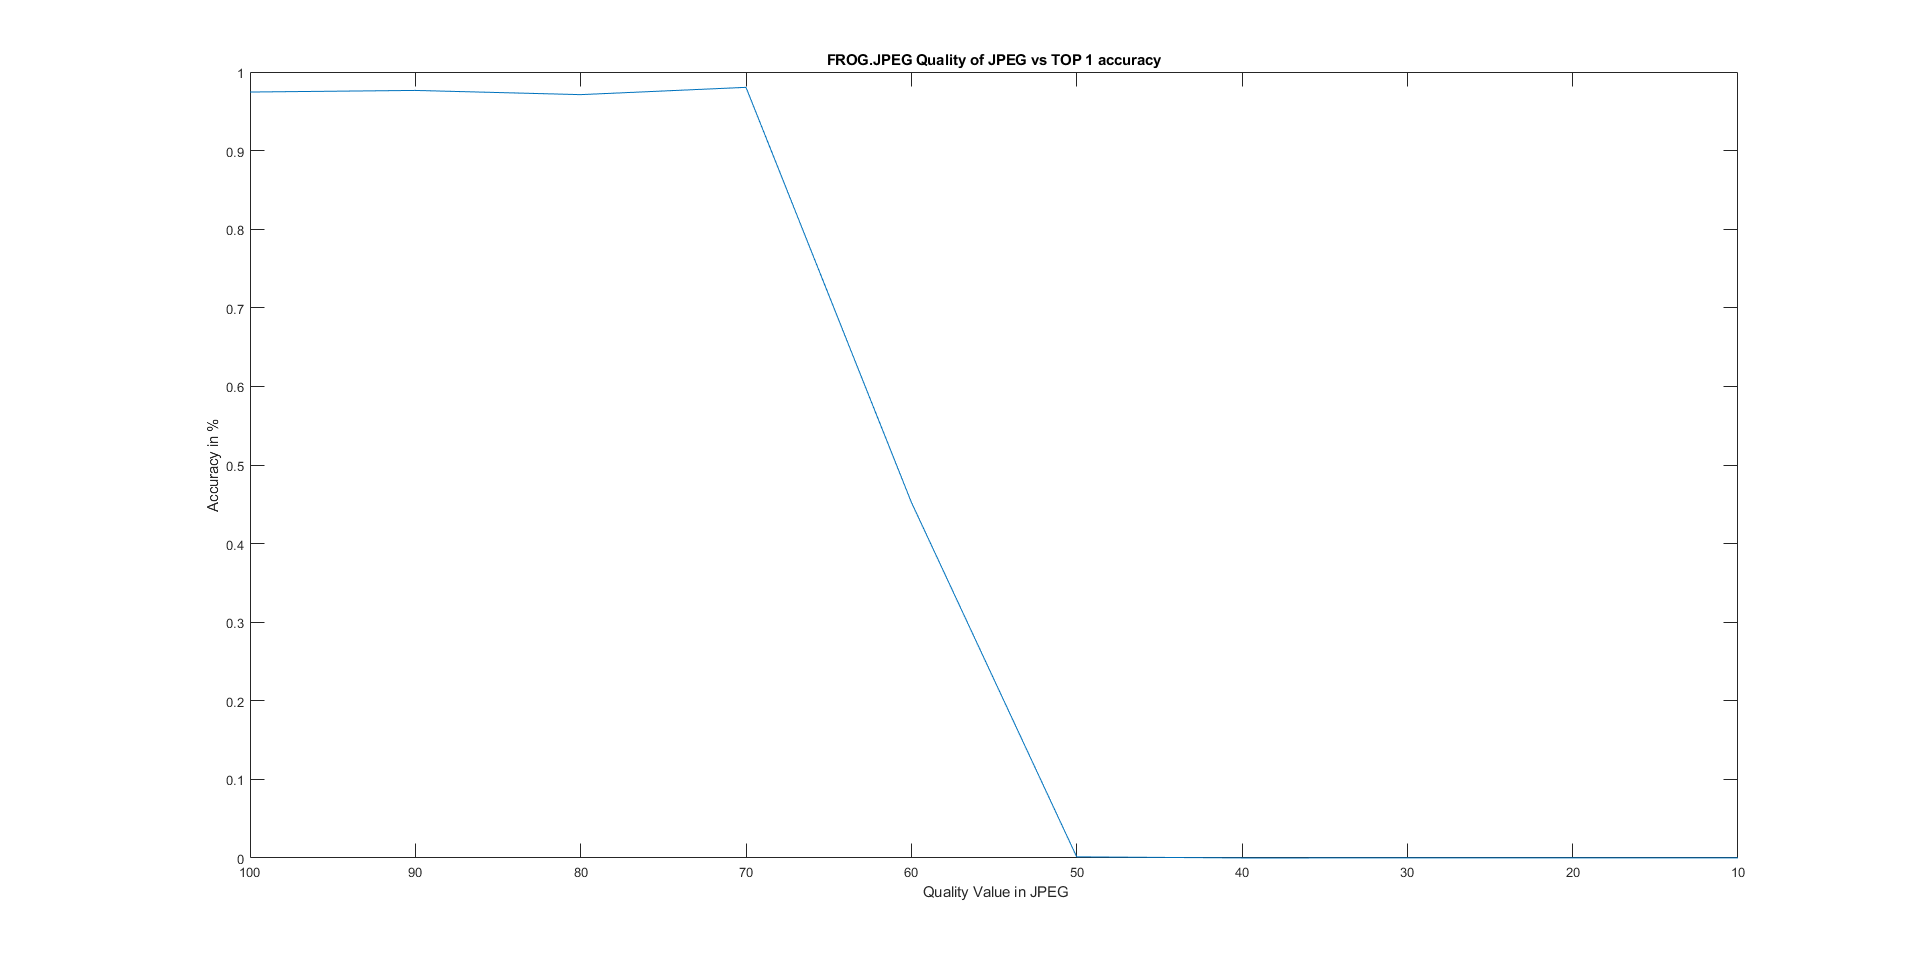 FROG.JPEG Quality of JPEG vs TOP 1 accuracy
1
0.9
0.8
0.7
0.6
0.5
0.4
0.3
0.2
0.1
0
Accuracy in %
100 90 80 70 60 50 40 30 20 10
Quality Value in JPEG